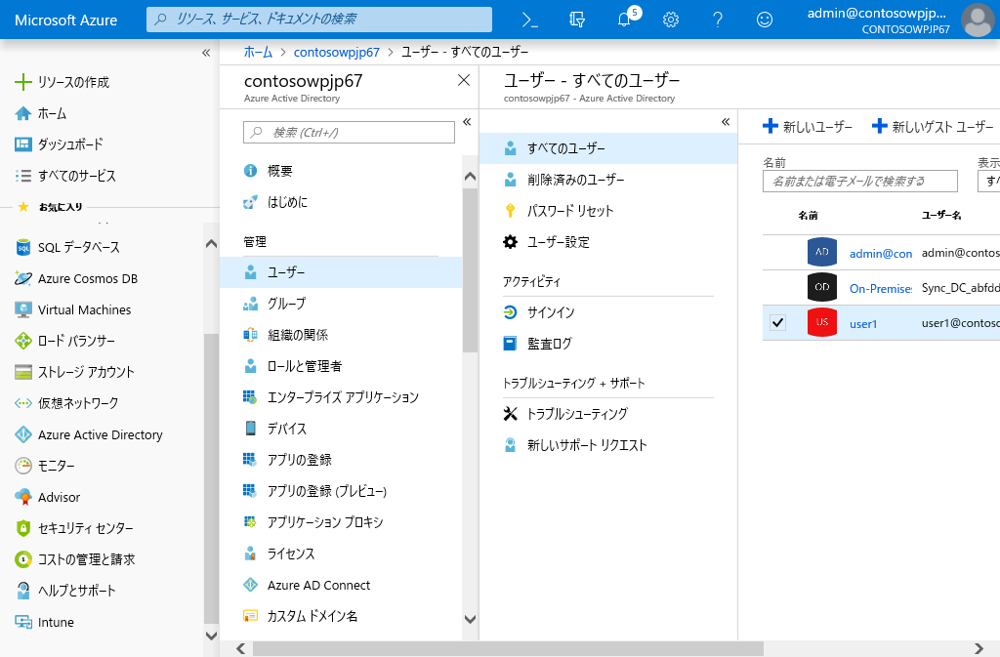 Microsoft Azure
リソース、サービス、ドキュメントの検索
5
admin@contosowpjp...
CONTOSOWPJP67
リソースの作成
ホーム
ダッシュボード
すべてのサービス
お気に入り
SQL データベース
Azure Cosmos DB
Virtual Machines
ロード バランサー
ストレージ アカウント
仮想ネットワーク
Azure Active Directory
モニター
Advisor
セキュリティ センター
コストの管理と請求
ヘルプとサポート
Intune
ホーム > contosowpjp67 > ユーザー - すべてのユーザー
contosowpjp67
Azure Active Directory
検索 (Ctrl+/)
概要
はじめに
管理
ユーザー
グループ
組織の関係
ロールと管理者
エンタープライズ アプリケーション
デバイス
アプリの登録
アプリの登録 (プレビュー)
アプリケーション プロキシ
ライセンス
Azure AD Connect
カスタム ドメイン名
ユーザー - すべてのユーザー
contosowpjp67 - Azure Active Directory
すべてのユーザー
削除済みのユーザー
パスワード リセット
ユーザー設定
アクティビティ
サインイン
監査ログ
トラブルシューティング + サポート
トラブルシューティング
新しいサポート リクエスト
新しいユーザー 新しいゲスト ユーザー
名前 表示
名前または電子メールで検索する すべ
名前 ユーザー名
AD admin@con admin@contos
OD On-Premise Sync_DC_abfdd
US user1 user1@contoso